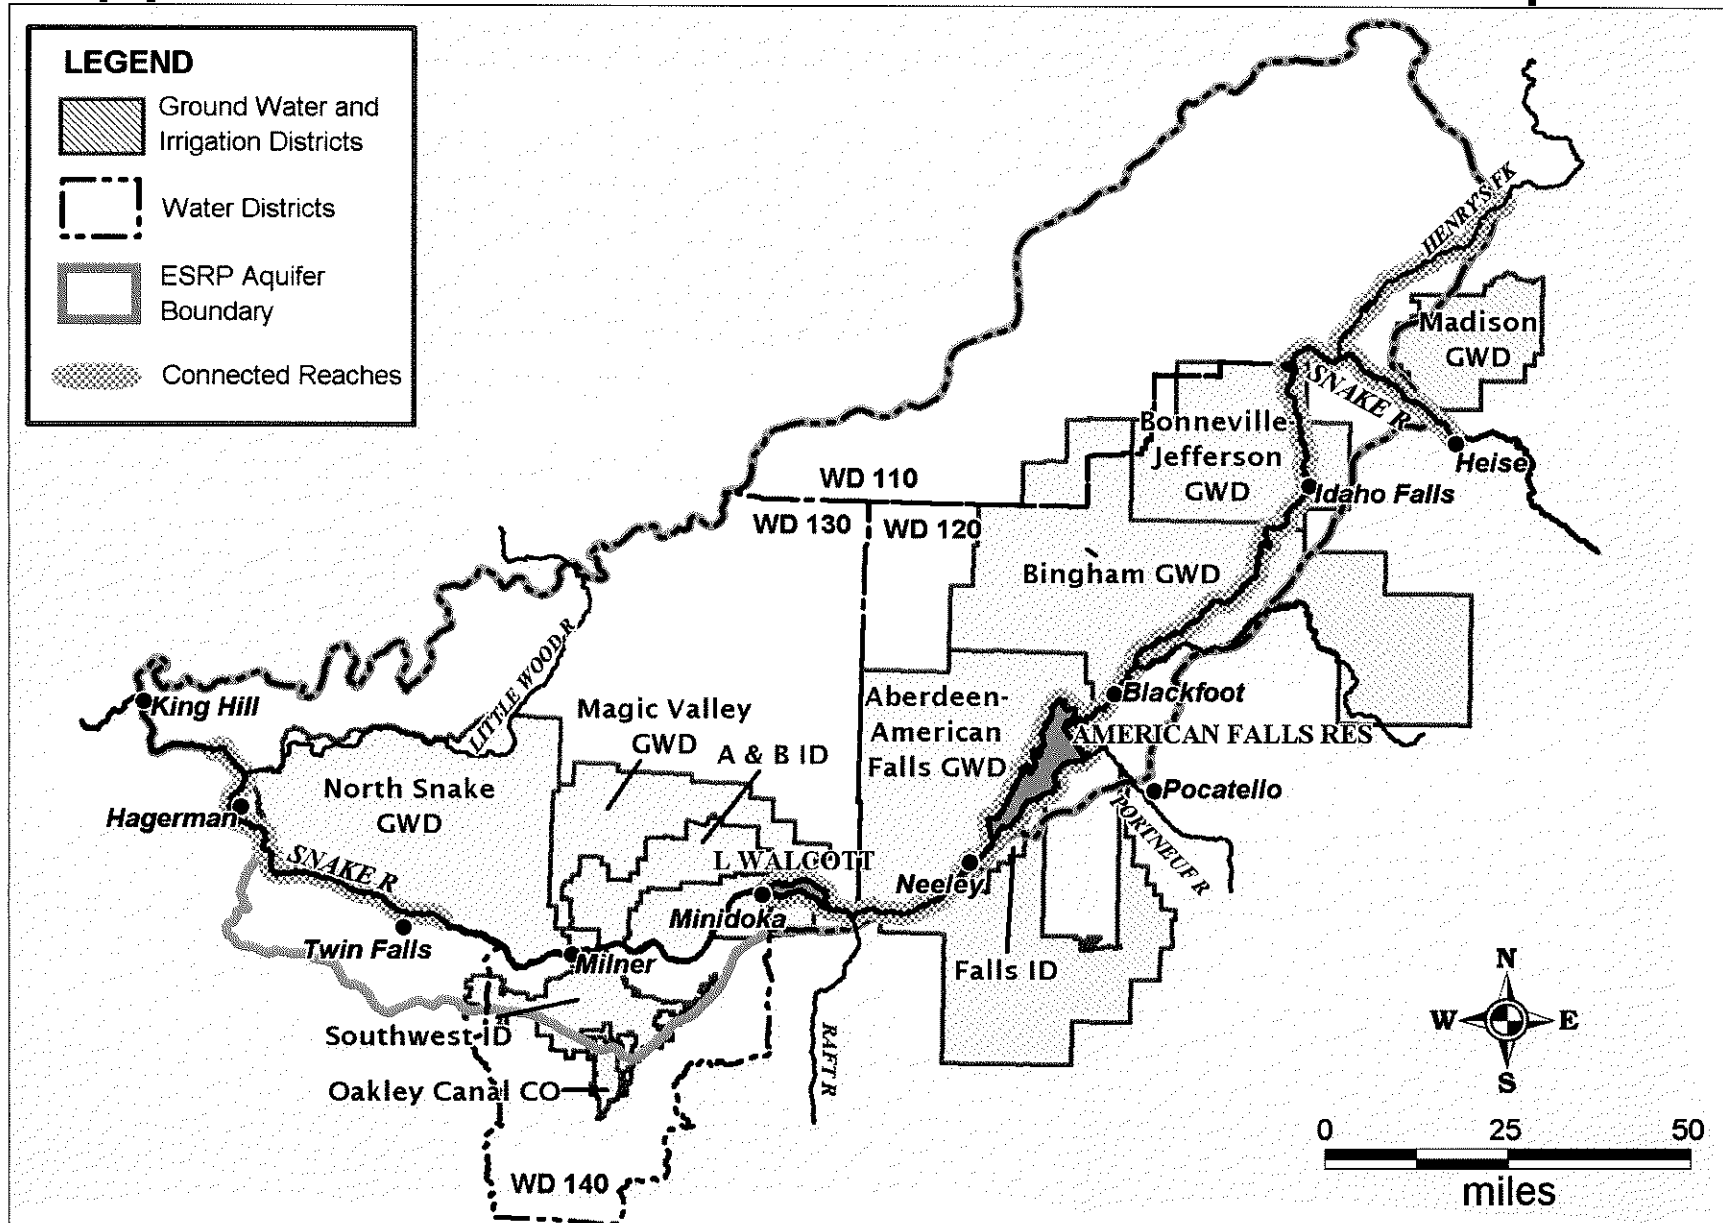 LEGEND
Ground Water and
Irrigation Districts
Water Districts
ESRP Aquifer
Boundary
Connected Reaches
HENRY'S FK
Madison
GWD
SNAKE R
Bonneville-
Jefferson
GWD
Heise
Idaho Falls
WD 110
WD 130
WD 120
Bingham GWD
LITTLE WOOD R
King Hill
Magic Valley
GWD
A & B ID
Aberdeen-
American
Falls GWD
Blackfoot
AMERICAN FALLS RES
North Snake
GWD
Pocatello
Hagerman
PORTNEUF R
SNAKE R
L WALCOTT
Neeley
Minidoka
Twin Falls
Milner
Falls ID
Southwest ID
RAFT R
Oakley Canal CO
WD 140
N
W
E
S
0 25 50
miles